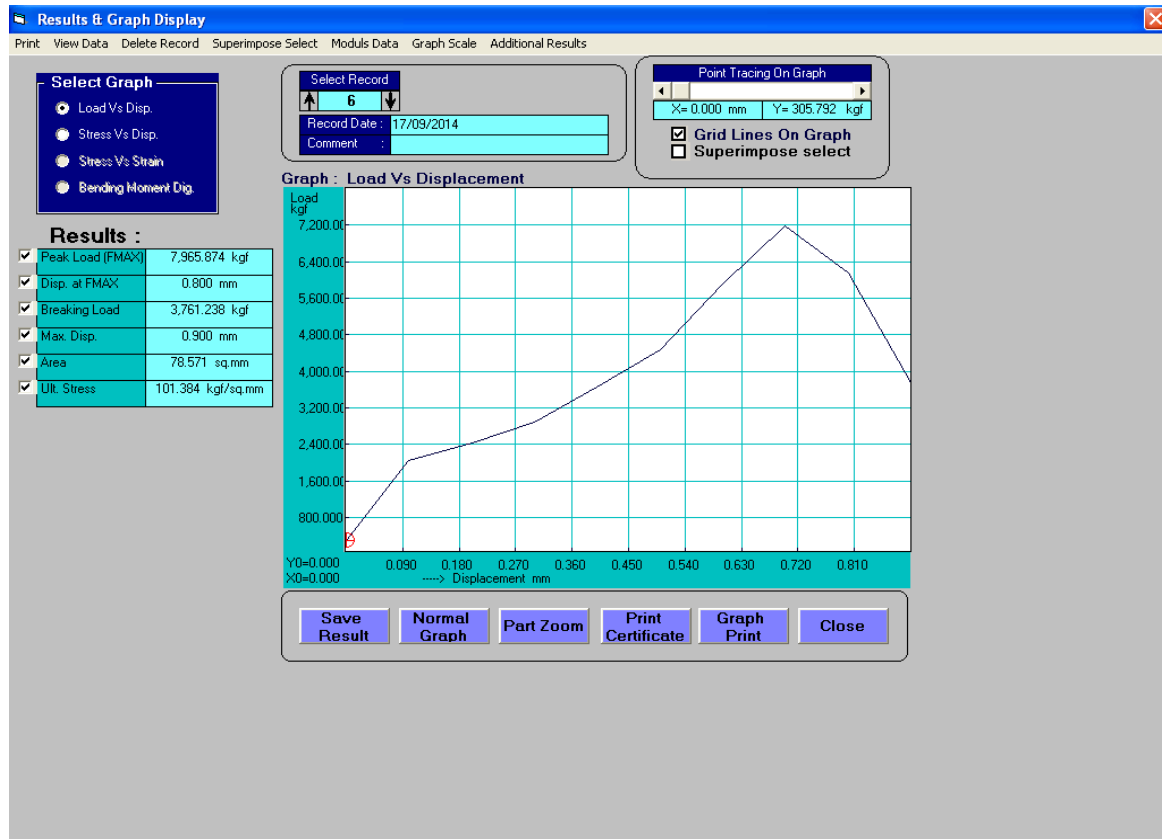 Results & Graph Display
Print View Data Delete Record Superimpose Select Moduls Data Graph Scale Additional Results
Select Graph
Load Vs Disp.
Stress Vs Disp.
Stress Vs Strain
Bending Moment Dig.
Select Record
6
Record Date : 17/09/2014
Comment :
Point Tracing On Graph
X= 0.000 mm Y= 305.792 kgf
Grid Lines On Graph
Superimpose select
Results :
Peak Load (FMAX) 7,965.874 kgf
Disp. at FMAX 0.800 mm
Breaking Load 3,761.238 kgf
Max. Disp. 0.900 mm
Area 78.571 sq.mm
Ult. Stress 101.384 kgf/sq.mm
Graph : Load Vs Displacement
Load
kgf
7,200.00
6,400.00
5,600.00
4,800.00
4,000.00
3,200.00
2,400.00
1,600.00
800.000
Y0=0.000 0.090 0.180 0.270 0.360 0.450 0.540 0.630 0.720 0.810
X0=0.000 ----> Displacement mm
Save Result
Normal Graph
Part Zoom
Print Certificate
Graph Print
Close